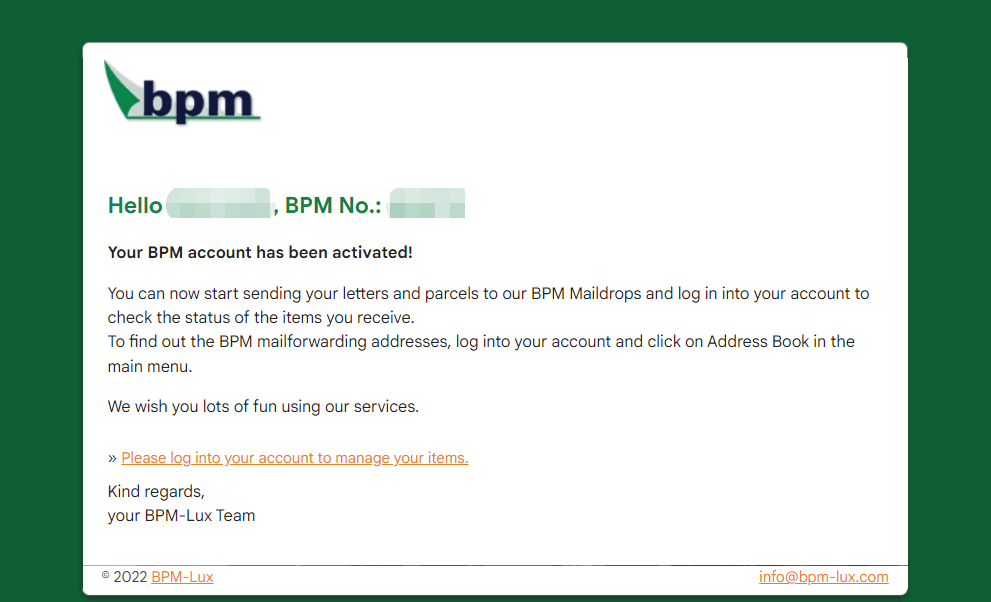 bpm
Hello , BPM No.:
Your BPM account has been activated!
You can now start sending your letters and parcels to our BPM Maildrops and log in into your account to
check the status of the items you receive.
To find out the BPM mailforwarding addresses, log into your account and click on Address Book in the
main menu.
We wish you lots of fun using our services.
» Please log into your account to manage your items.
Kind regards,
your BPM-Lux Team
© 2022 BPM-Lux info@bpm-lux.com